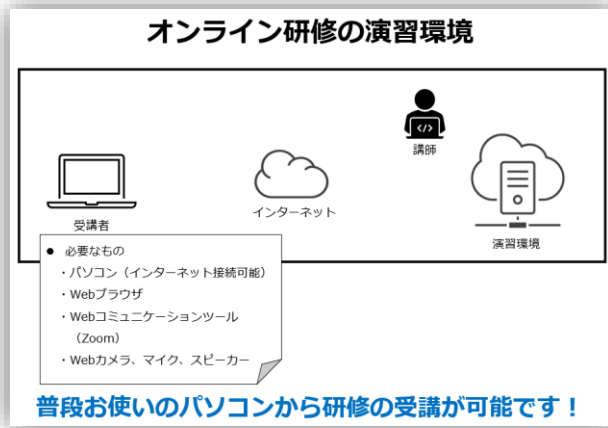 オンライン研修の演習環境
</>
講師
受講者
インターネット
演習環境
● 必要なもの
・パソコン（インターネット接続可能）
・Webブラウザ
・Webコミュニケーションツール
（Zoom）
・Webカメラ、マイク、スピーカー
普段お使いのパソコンから研修の受講が可能です！